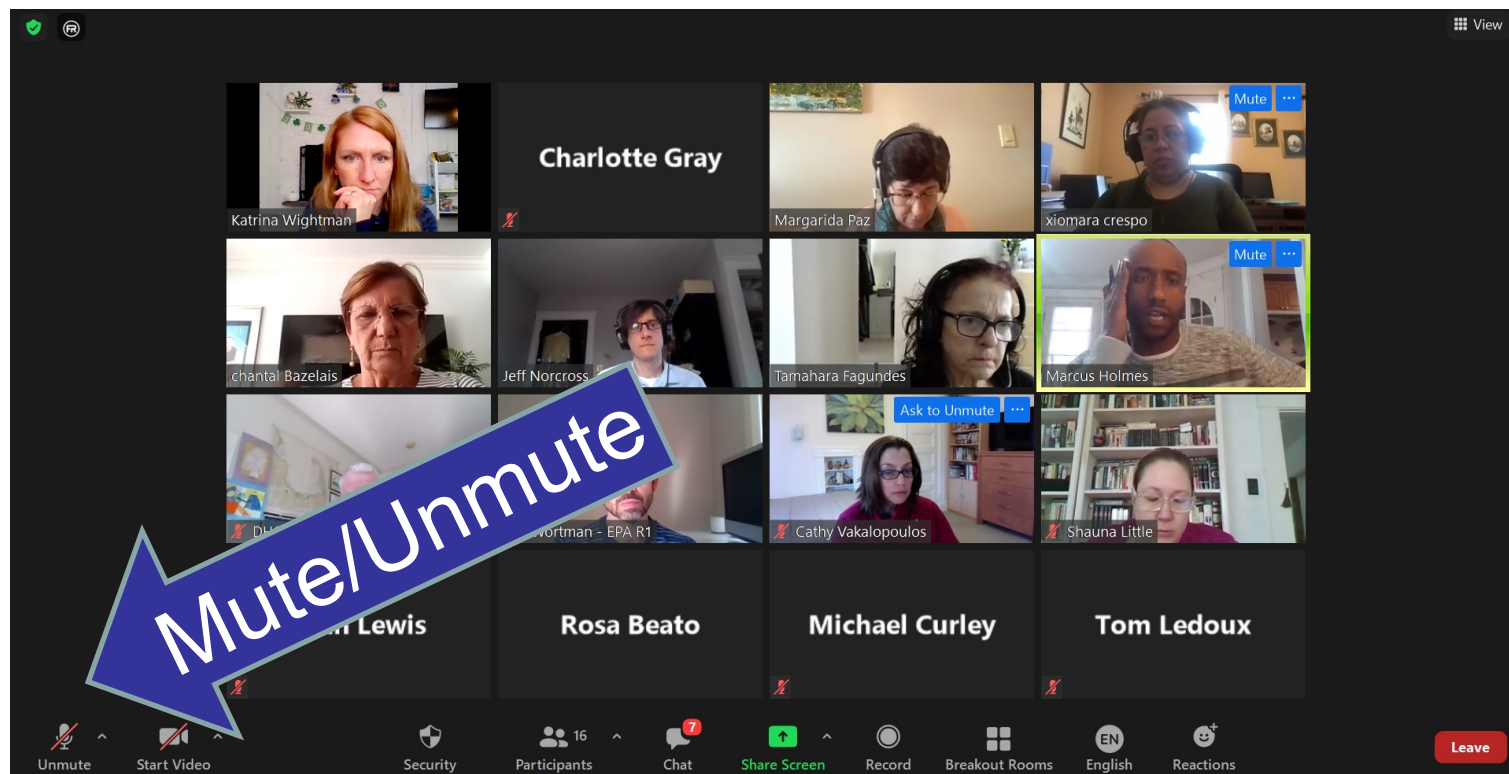 FR
View
Katrina Wightman
Charlotte Gray
Margarida Paz
Mute
xiomara crespo
chantal Bazelais
Jeff Norcross
Tamahara Fagundes
Mute
Marcus Holmes
Wortman - EPA R1
Ask to Unmute
Cathy Vakalopoulos
Shauna Little
Mute/Unmute
Lewis
Rosa Beato
Michael Curley
Tom Ledoux
Unmute
Start Video
Security
16
Participants
7
Chat
Share Screen
Record
Breakout Rooms
EN
English
Reactions
Leave